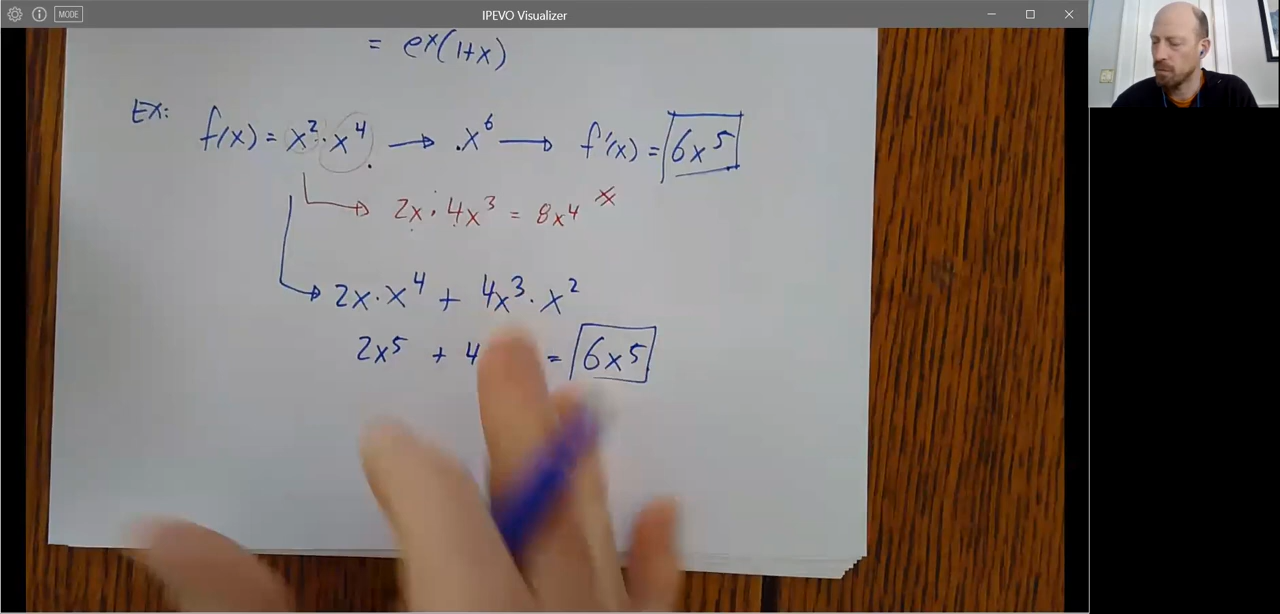 IPEVO Visualizer
MODE
= eˣ(1+x)
EX: f(x) = x²·x⁴ → x⁶ → f'(x) = 6x⁵
→ 2x·4x³ = 8x⁴ ✗
→ 2x·x⁴ + 4x³·x²
2x⁵ + 4 = 6x⁵